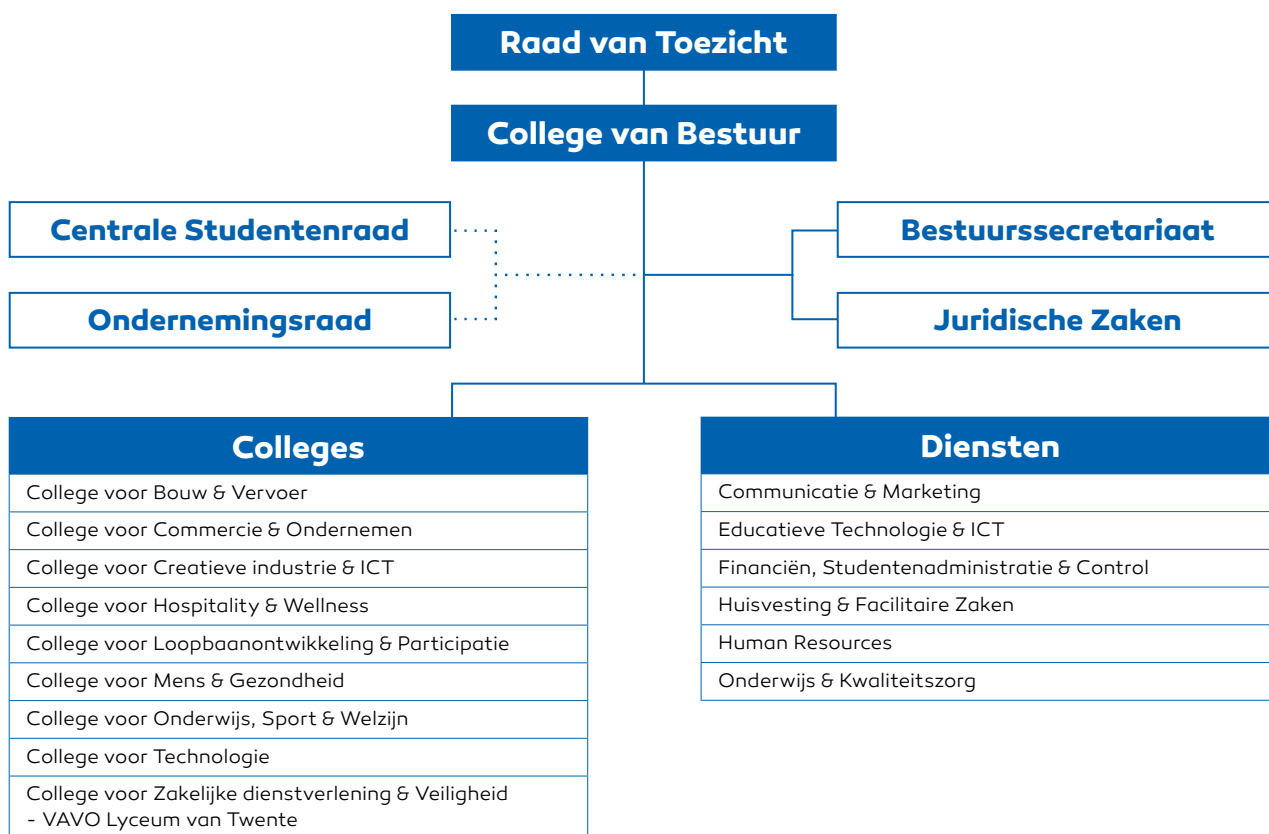 Raad van Toezicht
College van Bestuur
Centrale Studentenraad
Bestuurssecretariaat
Ondernemingsraad
Juridische Zaken
Colleges
College voor Bouw & Vervoer
College voor Commercie & Ondernemen
College voor Creatieve industrie & ICT
College voor Hospitality & Wellness
College voor Loopbaanontwikkeling & Participatie
College voor Mens & Gezondheid
College voor Onderwijs, Sport & Welzijn
College voor Technologie
College voor Zakelijke dienstverlening & Veiligheid
- VAVO Lyceum van Twente
Diensten
Communicatie & Marketing
Educatieve Technologie & ICT
Financiën, Studentenadministratie & Control
Huisvesting & Facilitaire Zaken
Human Resources
Onderwijs & Kwaliteitszorg